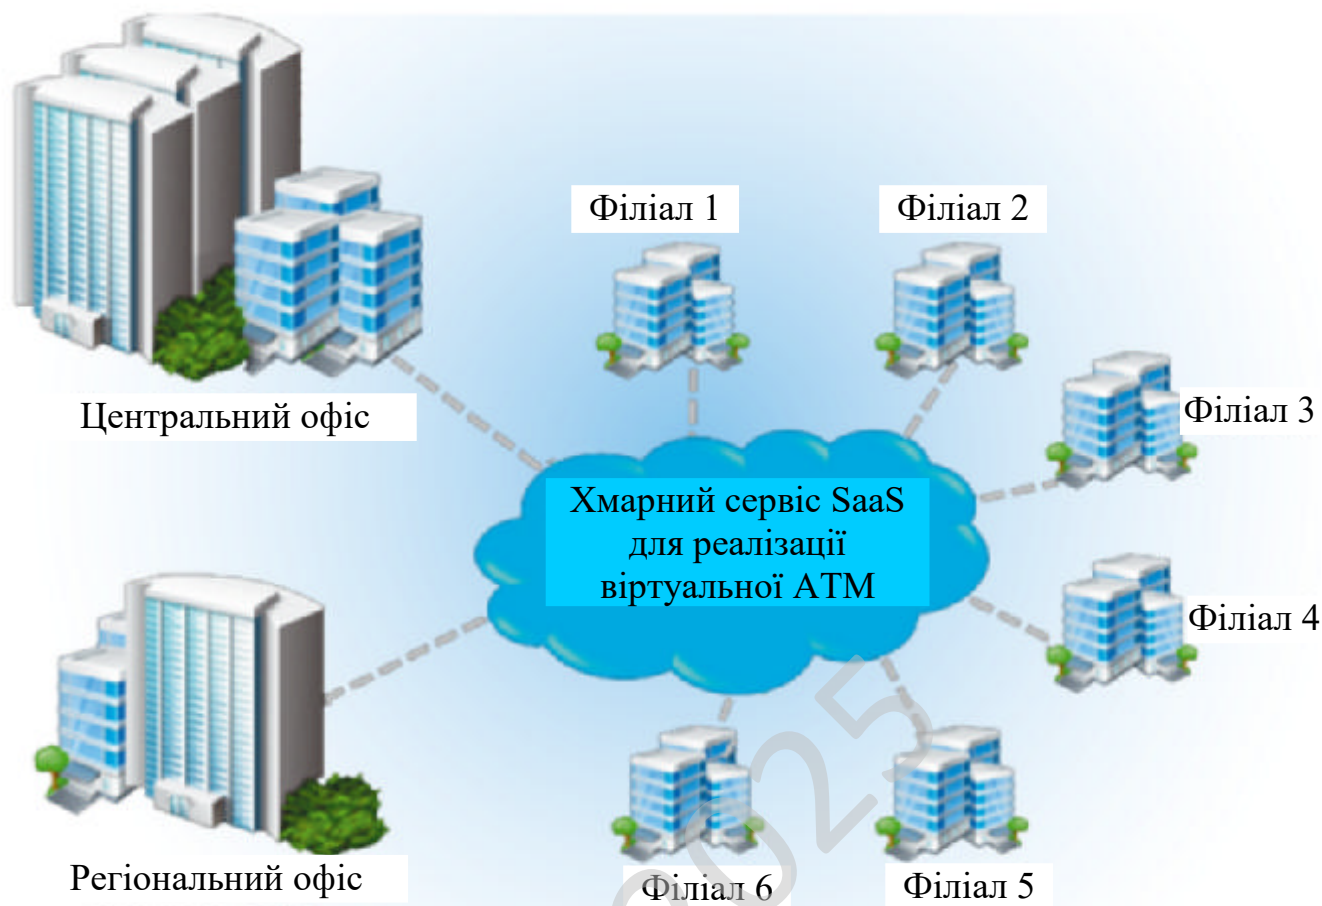 Філіал 1
Філіал 2
Філіал 3
Центральний офіс
Хмарний сервіс SaaS
для реалізації
віртуальної АТМ
Філіал 4
Регіональний офіс
Філіал 6
Філіал 5
2025